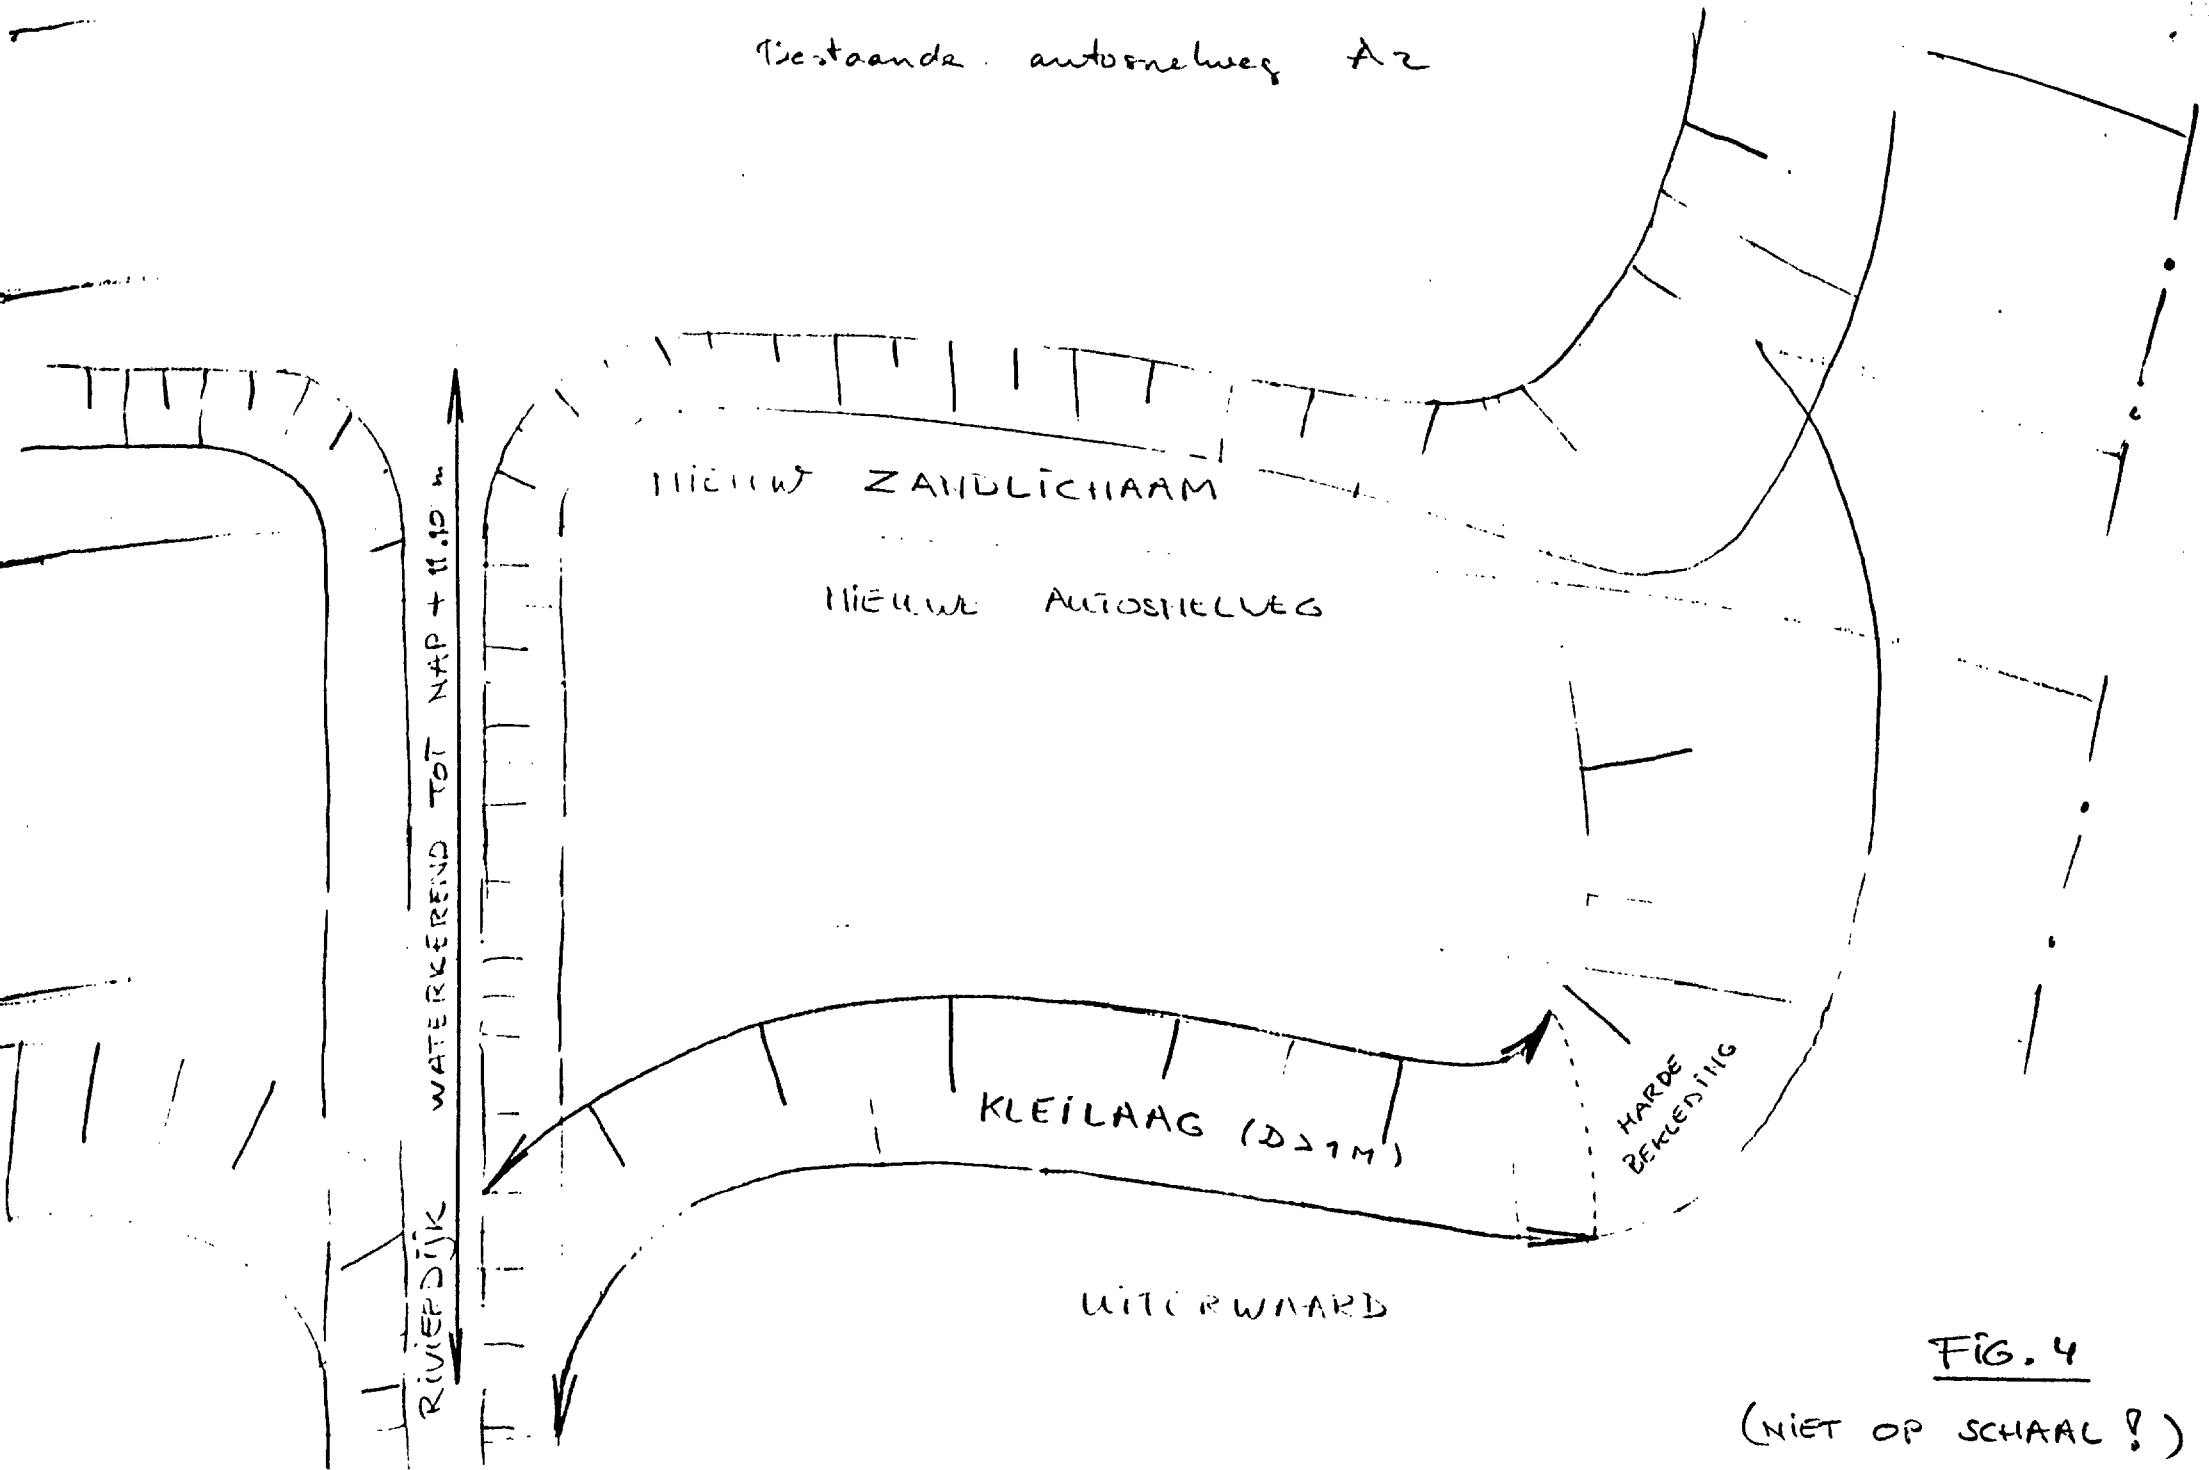 Bestaande autosnelweg A2
NIEUW ZANDLICHAAM
NIEUWE AUTOSNELWEG
RIVIERDIJK WATERKEREND TOT NAP + 11.10 m
KLEILAAG (D > 1 M')
HARDE
BEKLEDING
UITERWAARD
FIG. 4
(NIET OP SCHAAL!)